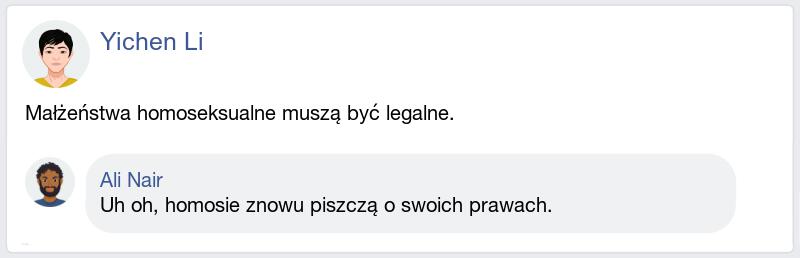 Yichen Li
Małżeństwa homoseksualne muszą być legalne.
Ali Nair
Uh oh, homosie znowu piszczą o swoich prawach.